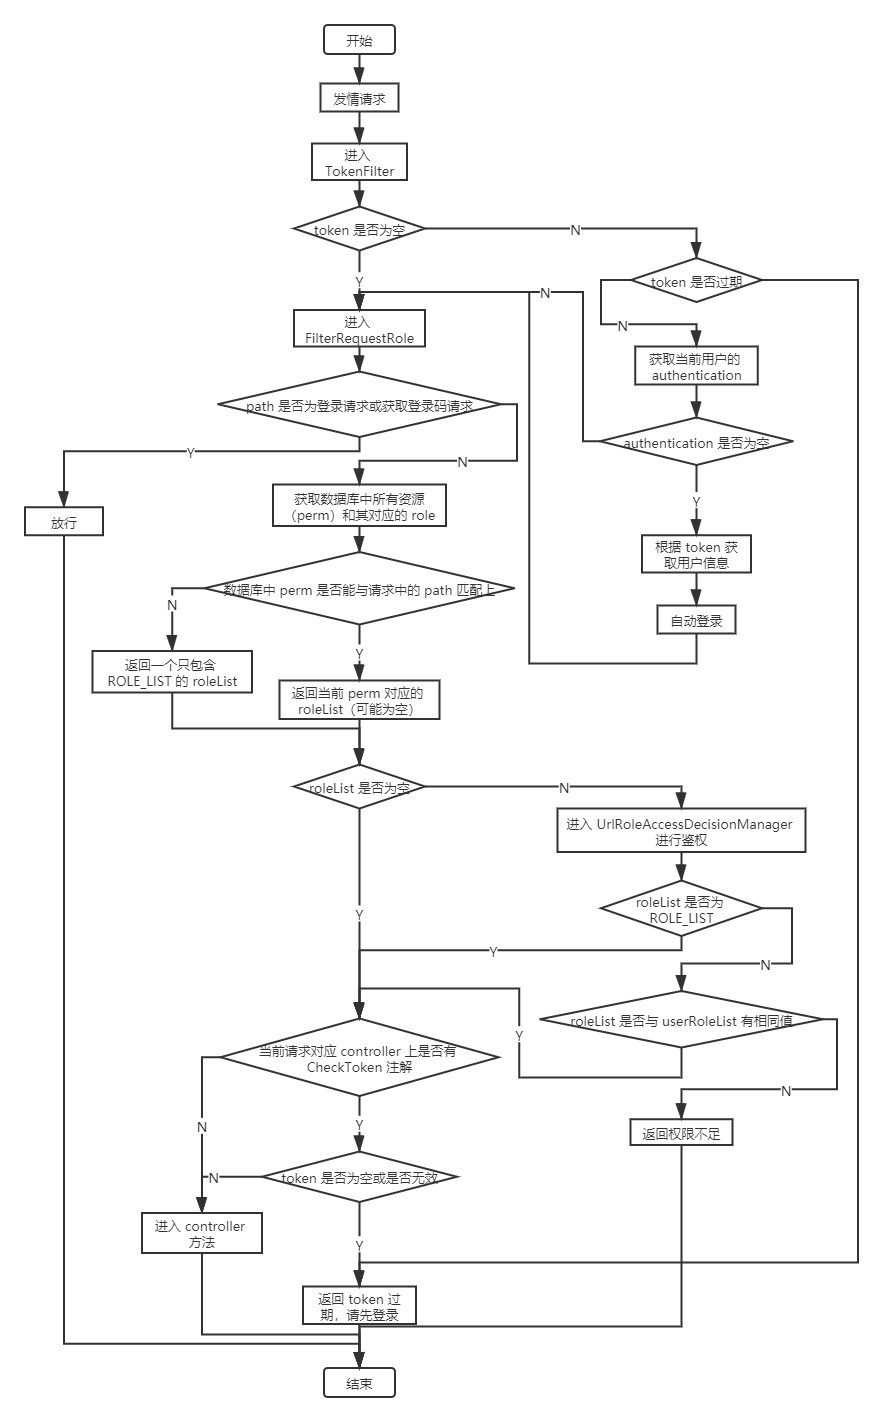 开始
发情请求
进入
TokenFilter
token 是否为空
N
Y
token 是否过期
N
N
进入
FilterRequestRole
获取当前用户的
authentication
path 是否为登录请求或获取登录码请求
authentication 是否为空
Y
N
Y
获取数据库中所有资源
（perm）和其对应的 role
放行
根据 token 获
取用户信息
数据库中 perm 是否能与请求中的 path 匹配上
N
自动登录
Y
返回一个只包含
ROLE_LIST 的 roleList
返回当前 perm 对应的
roleList（可能为空）
roleList 是否为空
N
进入 UrlRoleAccessDecisionManager
进行鉴权
Y
roleList 是否为
ROLE_LIST
Y
N
roleList 是否与 userRoleList 有相同值
Y
当前请求对应 controller 上是否有
CheckToken 注解
N
N
Y
返回权限不足
token 是否为空或是否无效
N
进入 controller
方法
Y
返回 token 过
期，请先登录
结束